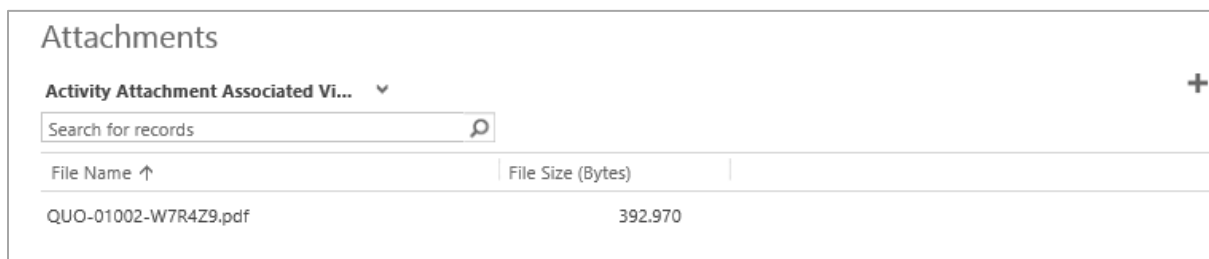 Attachments
Activity Attachment Associated Vi...
Search for records
File Name ↑ File Size (Bytes)
QUO-01002-W7R4Z9.pdf 392.970